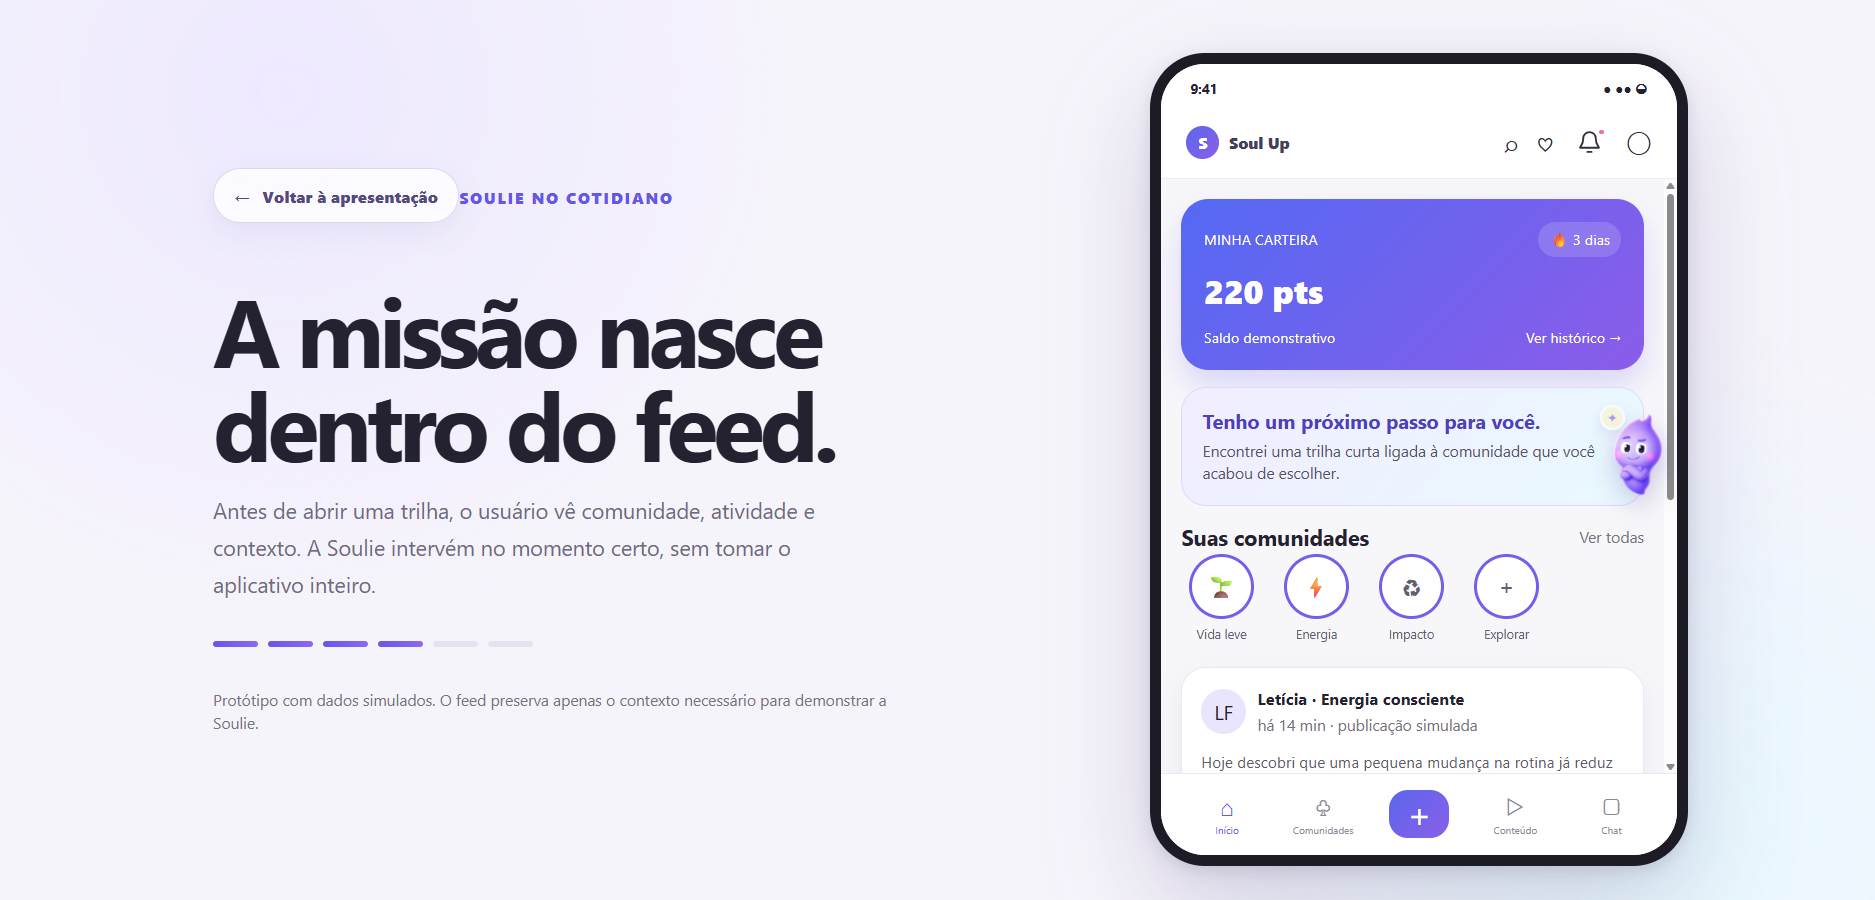 ← Voltar à apresentação
SOULIE NO COTIDIANO
A missão nasce
dentro do feed.
Antes de abrir uma trilha, o usuário vê comunidade, atividade e
contexto. A Soulie intervém no momento certo, sem tomar o
aplicativo inteiro.
Protótipo com dados simulados. O feed preserva apenas o contexto necessário para demonstrar a
Soulie.
9:41
S Soul Up
MINHA CARTEIRA
🔥 3 dias
220 pts
Saldo demonstrativo
Ver histórico →
Tenho um próximo passo para você.
Encontrei uma trilha curta ligada à comunidade que você
acabou de escolher.
Suas comunidades
Ver todas
Vida leve
Energia
Impacto
+
Explorar
LF
Letícia · Energia consciente
há 14 min · publicação simulada
Hoje descobri que uma pequena mudança na rotina já reduz
Início
Comunidades
+
Conteúdo
Chat